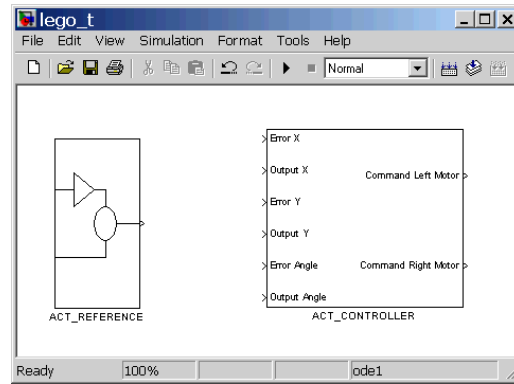 lego_t
File Edit View Simulation Format Tools Help
Normal
Error X
Output X
Command Left Motor
Error Y
Output Y
Error Angle
Command Right Motor
Output Angle
ACT_REFERENCE
ACT_CONTROLLER
Ready 100% ode1